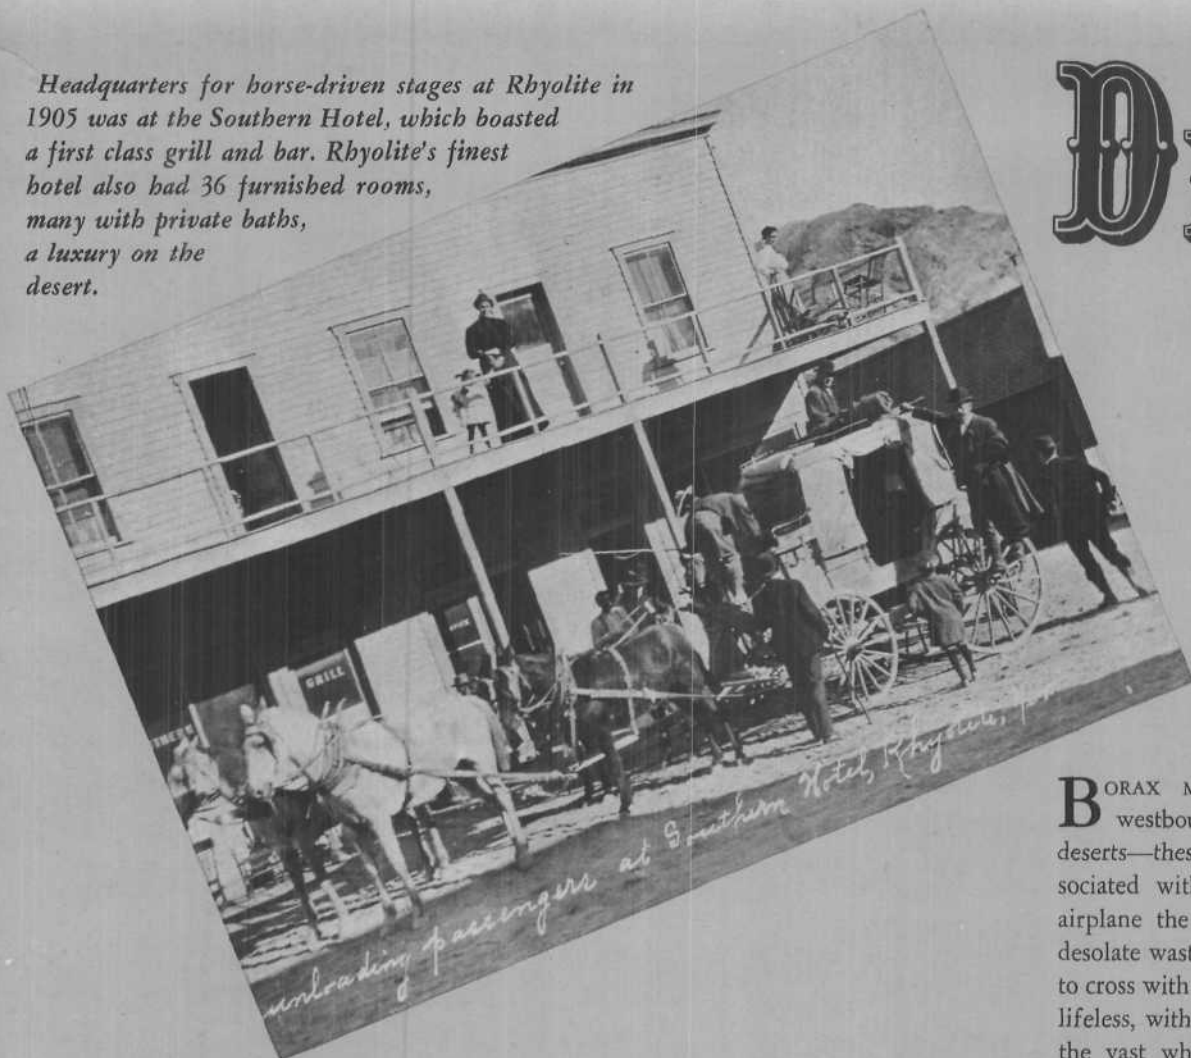 Headquarters for horse-driven stages at Rhyolite in
1905 was at the Southern Hotel, which boasted
a first class grill and bar. Rhyolite's finest
hotel also had 36 furnished rooms,
many with private baths,
a luxury on the
desert.
D
GRILL
unloading passengers at Southern Hotel, Rhyolite,
BORAX M
westbou
deserts—thes
sociated with
airplane the
desolate wast
to cross with
lifeless, with
the vast wh